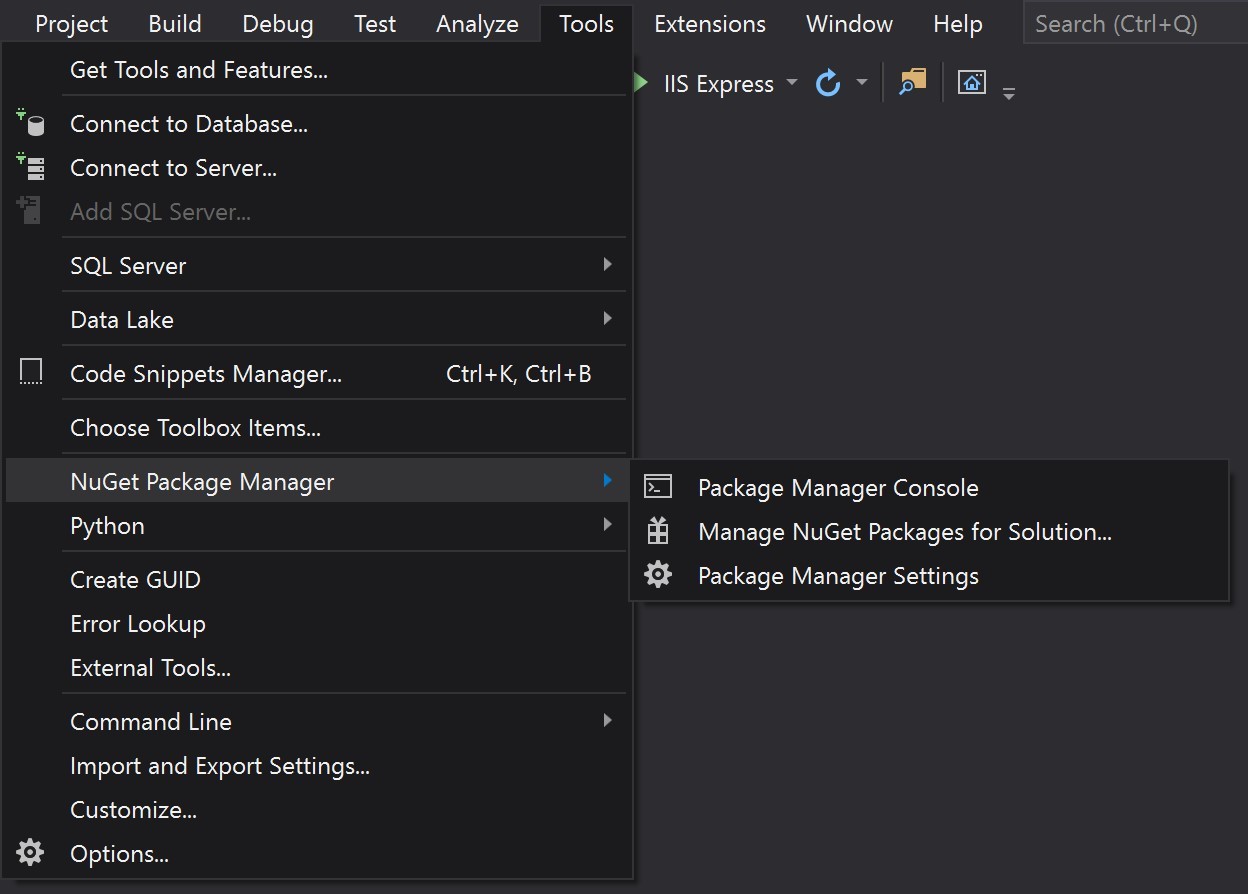 Project Build Debug Test Analyze Tools Extensions Window Help Search (Ctrl+Q)
IIS Express
Get Tools and Features...
Connect to Database...
Connect to Server...
Add SQL Server...
SQL Server
Data Lake
Code Snippets Manager... Ctrl+K, Ctrl+B
Choose Toolbox Items...
NuGet Package Manager
Package Manager Console
Manage NuGet Packages for Solution...
Package Manager Settings
Python
Create GUID
Error Lookup
External Tools...
Command Line
Import and Export Settings...
Customize...
Options...